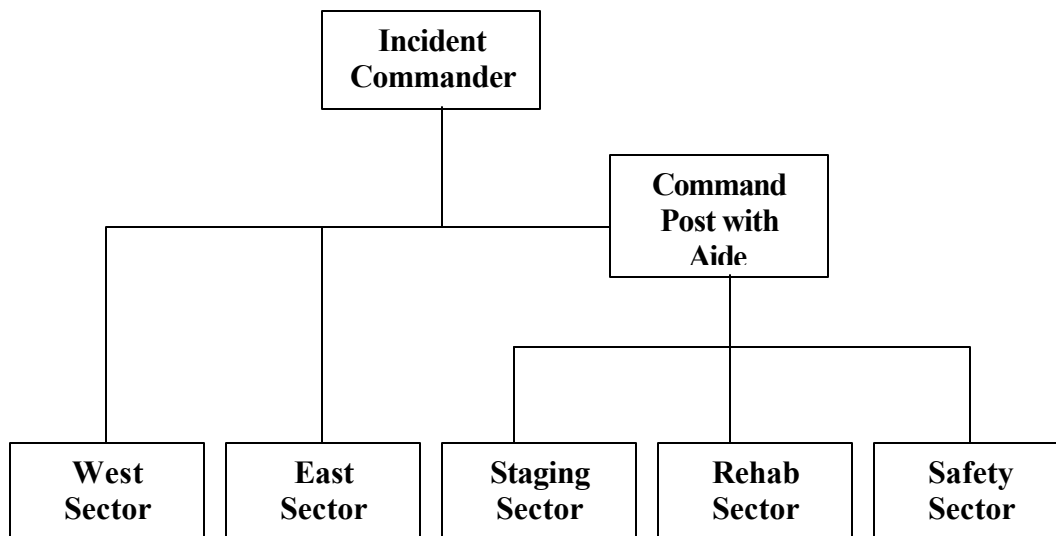 Incident
Commander
Command
Post with
Aide
West
Sector
East
Sector
Staging
Sector
Rehab
Sector
Safety
Sector